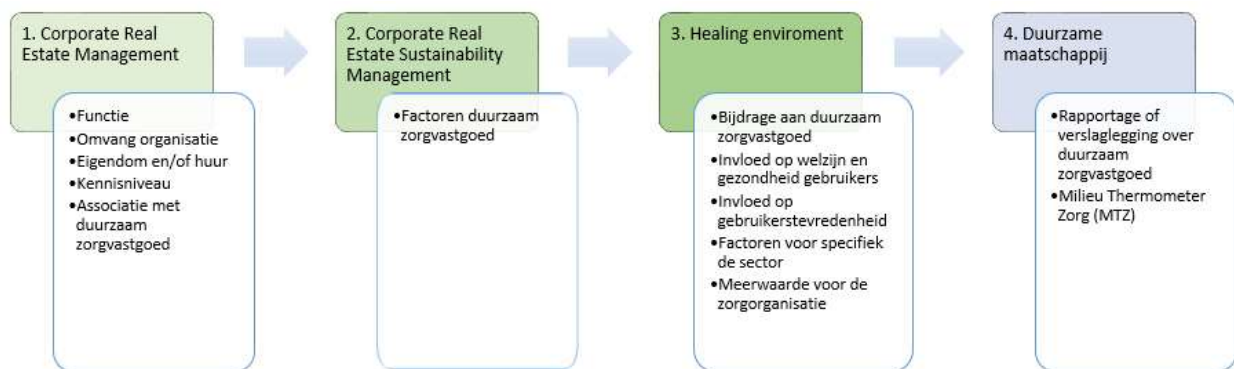 1. Corporate Real
Estate Management
•Functie
•Omvang organisatie
•Eigendom en/of huur
•Kennisniveau
•Associatie met
duurzaam
zorgvastgoed
2. Corporate Real
Estate Sustainability
Management
•Factoren duurzaam
zorgvastgoed
3. Healing enviroment
•Bijdrage aan duurzaam
zorgvastgoed
•Invloed op welzijn en
gezondheid gebruikers
•Invloed op
gebruikerstevredenheid
•Factoren voor specifiek
de sector
•Meerwaarde voor de
zorgorganisatie
4. Duurzame
maatschappij
•Rapportage of
verslaglegging over
duurzaam
zorgvastgoed
•Milieu Thermometer
Zorg (MTZ)